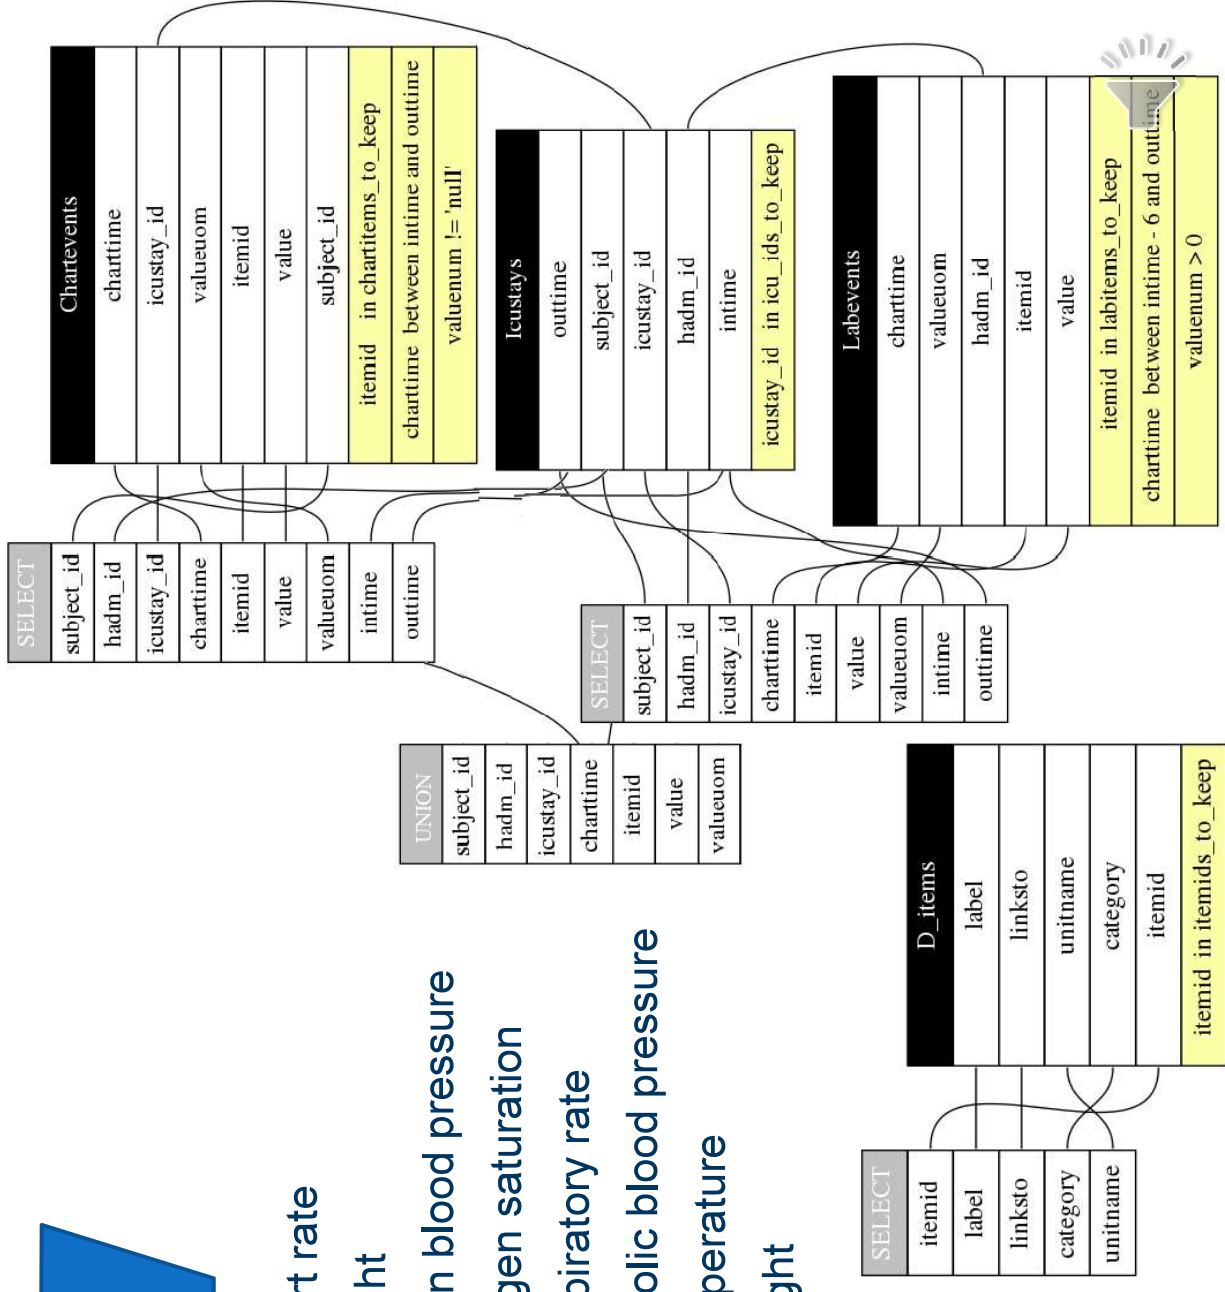 rt rate
ht
n blood pressure
gen saturation
piratory rate
olic blood pressure
perature
ght
SELECT
itemid
label
linksto
category
unitname
D_items
label
linksto
unitname
category
itemid
itemid in itemids_to_keep
UNION
subject_id
hadm_id
icustay_id
charttime
itemid
value
valueuom
SELECT
subject_id
hadm_id
icustay_id
charttime
itemid
value
valueuom
intime
outtime
SELECT
subject_id
hadm_id
icustay_id
charttime
itemid
value
valueuom
intime
outtime
Chartevents
charttime
icustay_id
valueuom
itemid
value
subject_id
itemid in chartitems_to_keep
charttime between intime and outtime
valuenum != 'null'
Icustays
outtime
subject_id
icustay_id
hadm_id
intime
icustay_id in icu_ids_to_keep
Labevents
charttime
valueuom
hadm_id
itemid
value
itemid in labitems_to_keep
charttime between intime - 6 and outtime
valuenum > 0